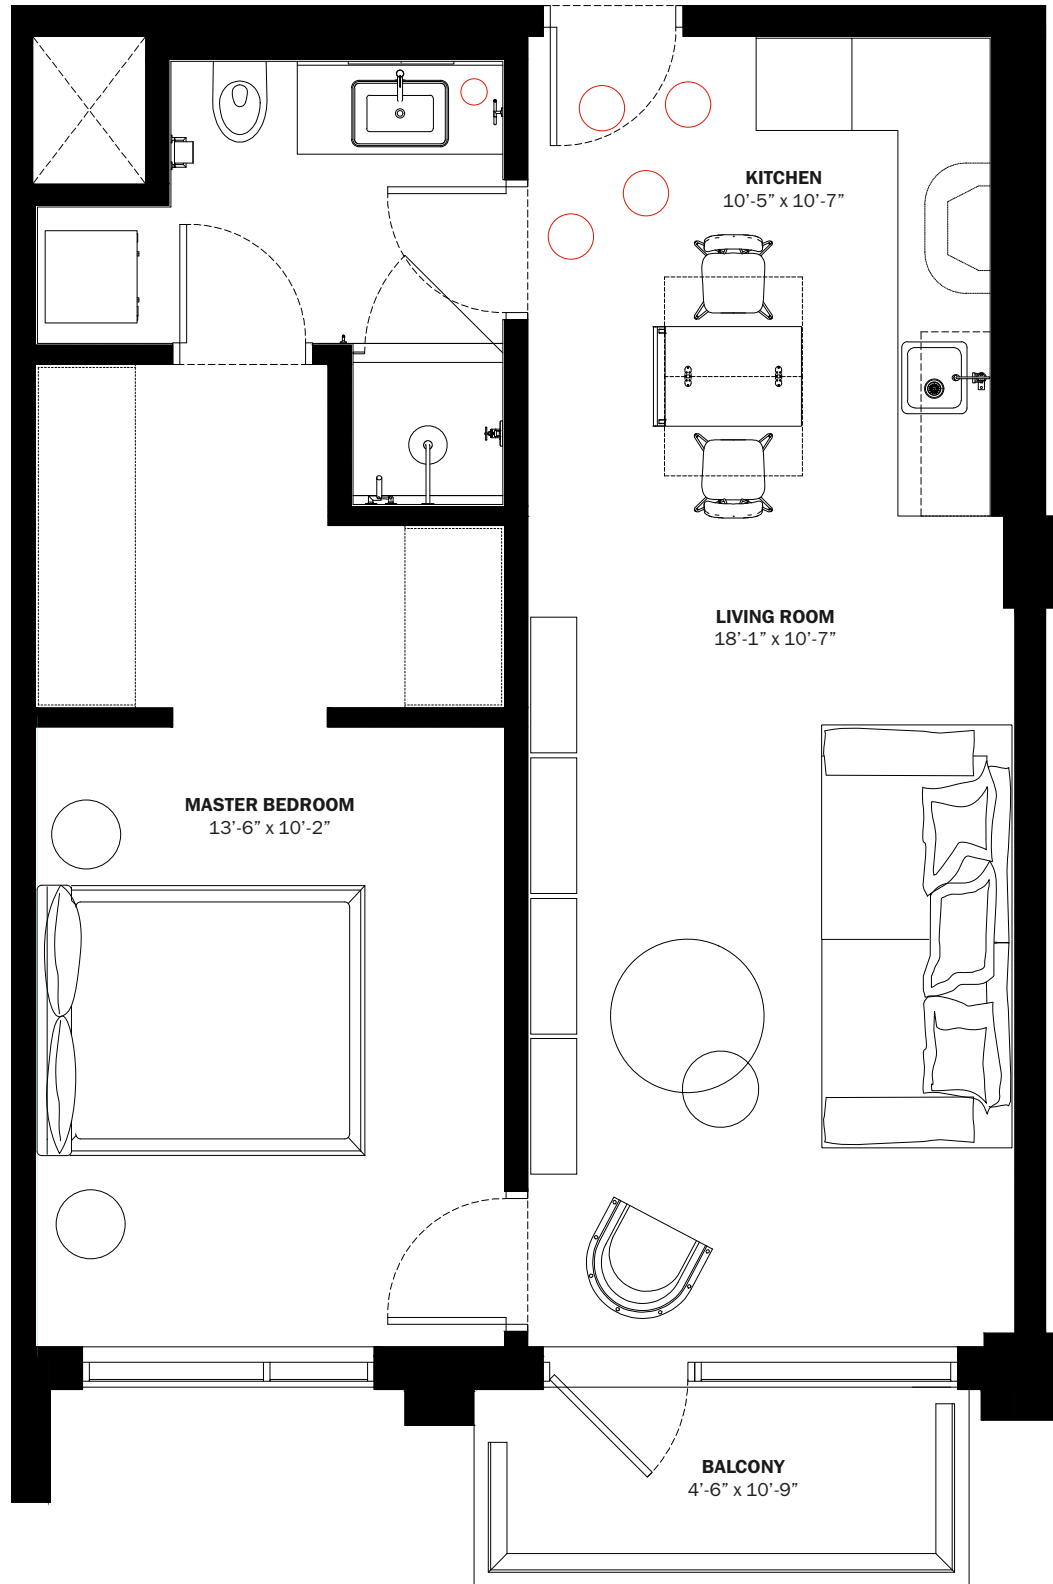 KITCHEN
10’-5” x 10’-7”
LIVING ROOM
18’-1” x 10’-7”
MASTER BEDROOM
13’-6” x 10’-2”
BALCONY
4’-6” x 10’-9”